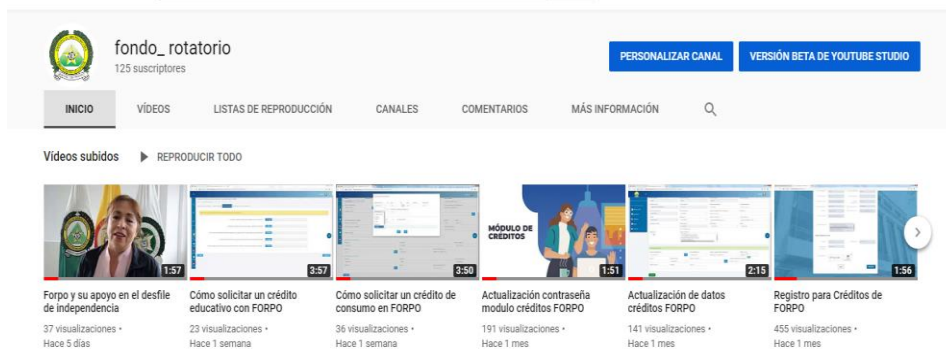 fondo_ rotatorio
125 suscriptores
PERSONALIZAR CANAL
VERSIÓN BETA DE YOUTUBE STUDIO
INICIO
VÍDEOS
LISTAS DE REPRODUCCIÓN
CANALES
COMENTARIOS
MÁS INFORMACIÓN
Vídeos subidos
REPRODUCIR TODO
1:57
3:57
3:50
MÓDULO DE
CRÉDITOS
1:51
2:15
1:56
Forpo y su apoyo en el desfile
de independencia
37 visualizaciones •
Hace 5 días
Cómo solicitar un crédito
educativo con FORPO
23 visualizaciones •
Hace 1 semana
Cómo solicitar un crédito de
consumo en FORPO
36 visualizaciones •
Hace 1 semana
Actualización contraseña
modulo créditos FORPO
191 visualizaciones •
Hace 1 mes
Actualización de datos
créditos FORPO
141 visualizaciones •
Hace 1 mes
Registro para Créditos de
FORPO
455 visualizaciones •
Hace 1 mes